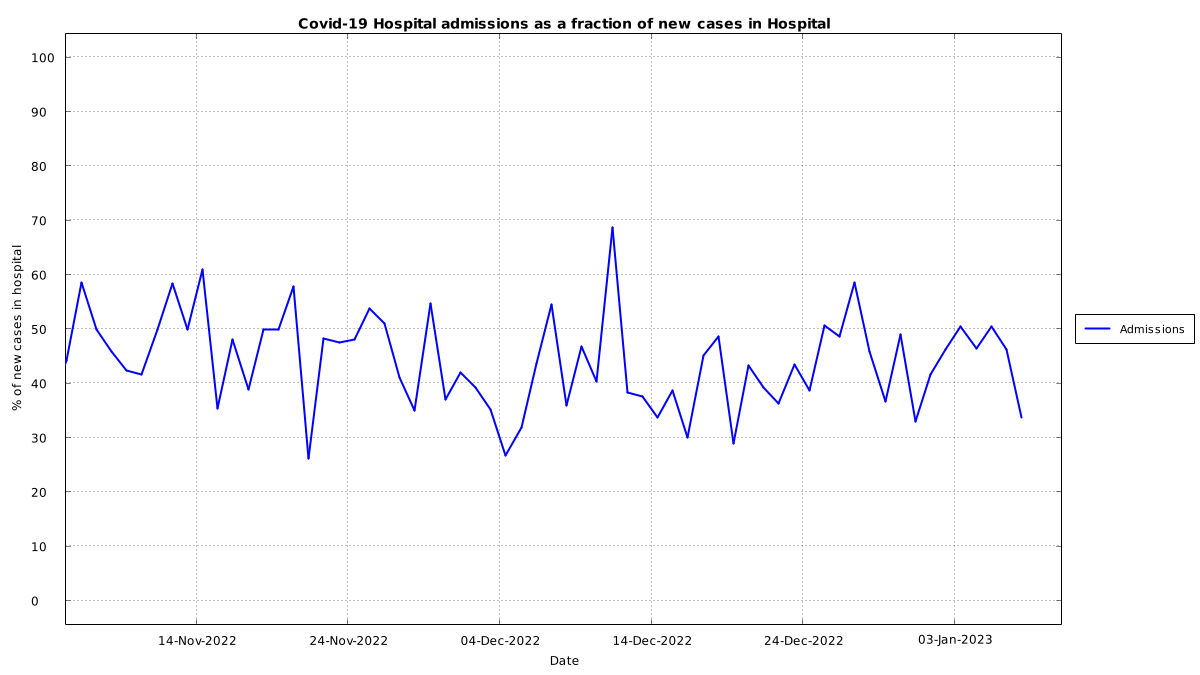 Covid-19 Hospital admissions as a fraction of new cases in Hospital
% of new cases in hospital
100
90
80
70
60
50
40
30
20
10
0
14-Nov-2022
24-Nov-2022
04-Dec-2022
14-Dec-2022
24-Dec-2022
03-Jan-2023
Date
Admissions